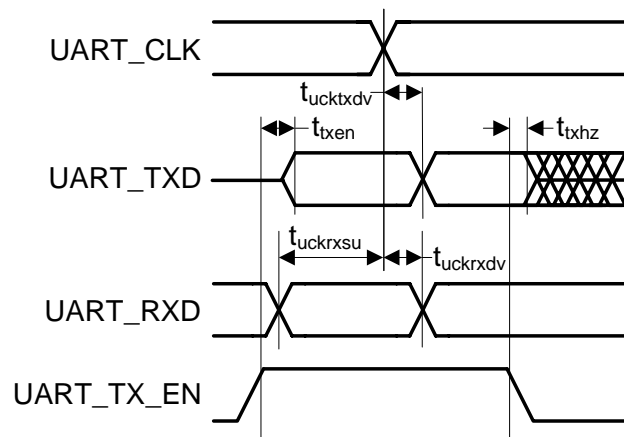 UART_CLK
tucktxdv
ttxen
ttxhz
UART_TXD
tuckrxsu
tuckrxdv
UART_RXD
UART_TX_EN